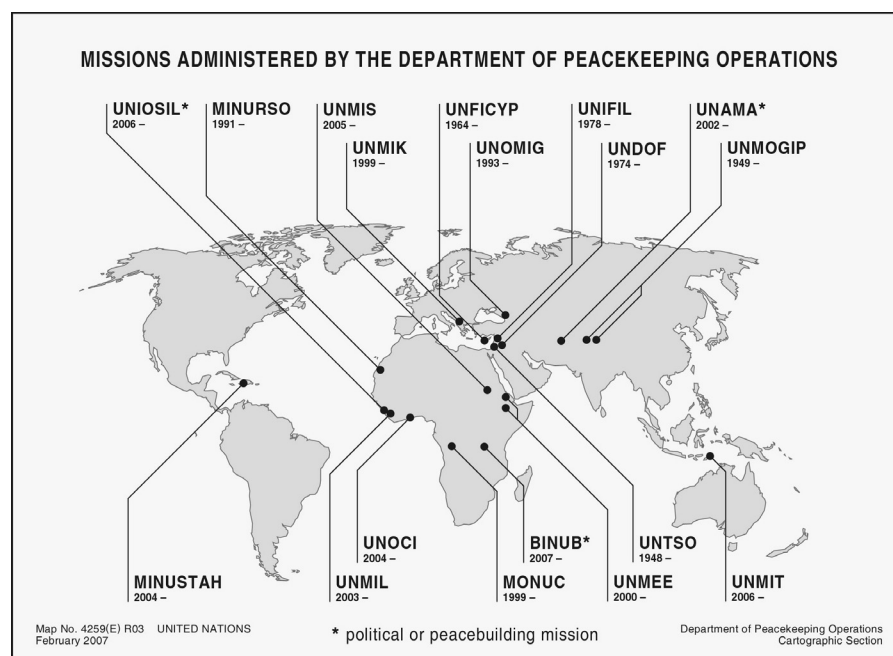 MISSIONS ADMINISTERED BY THE DEPARTMENT OF PEACEKEEPING OPERATIONS
UNIOSIL*
2006 –
MINURSO
1991 –
UNMIS
2005 –
UNFICYP
1964 –
UNIFIL
1978 –
UNAMA*
2002 –
UNMIK
1999 –
UNOMIG
1993 –
UNDOF
1974 –
UNMOGIP
1949 –
UNOCI
2004 –
BINUB*
2007 –
UNTSO
1948 –
MINUSTAH
2004 –
UNMIL
2003 –
MONUC
1999 –
UNMEE
2000 –
UNMIT
2006 –
Map No. 4259(E) R03 UNITED NATIONS
February 2007
* political or peacebuilding mission
Department of Peacekeeping Operations
Cartographic Section